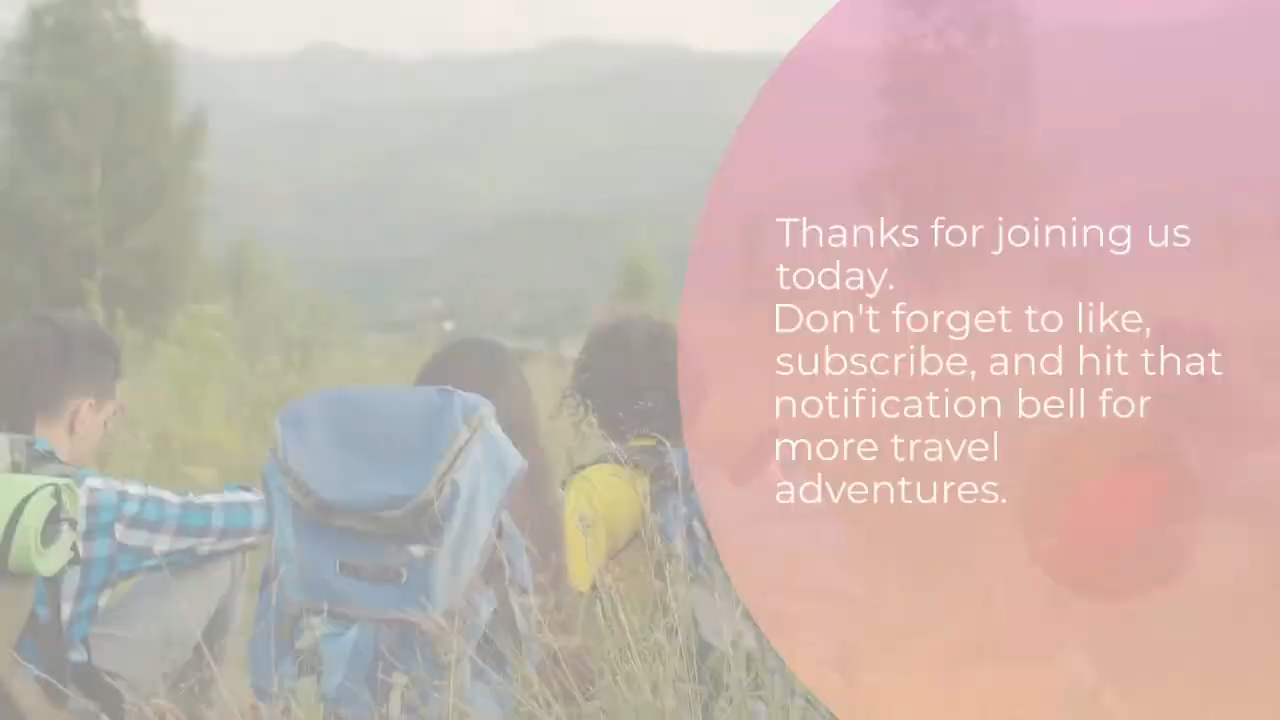 Thanks for joining us
today.
Don't forget to like,
subscribe, and hit that
notification bell for
more travel
adventures.